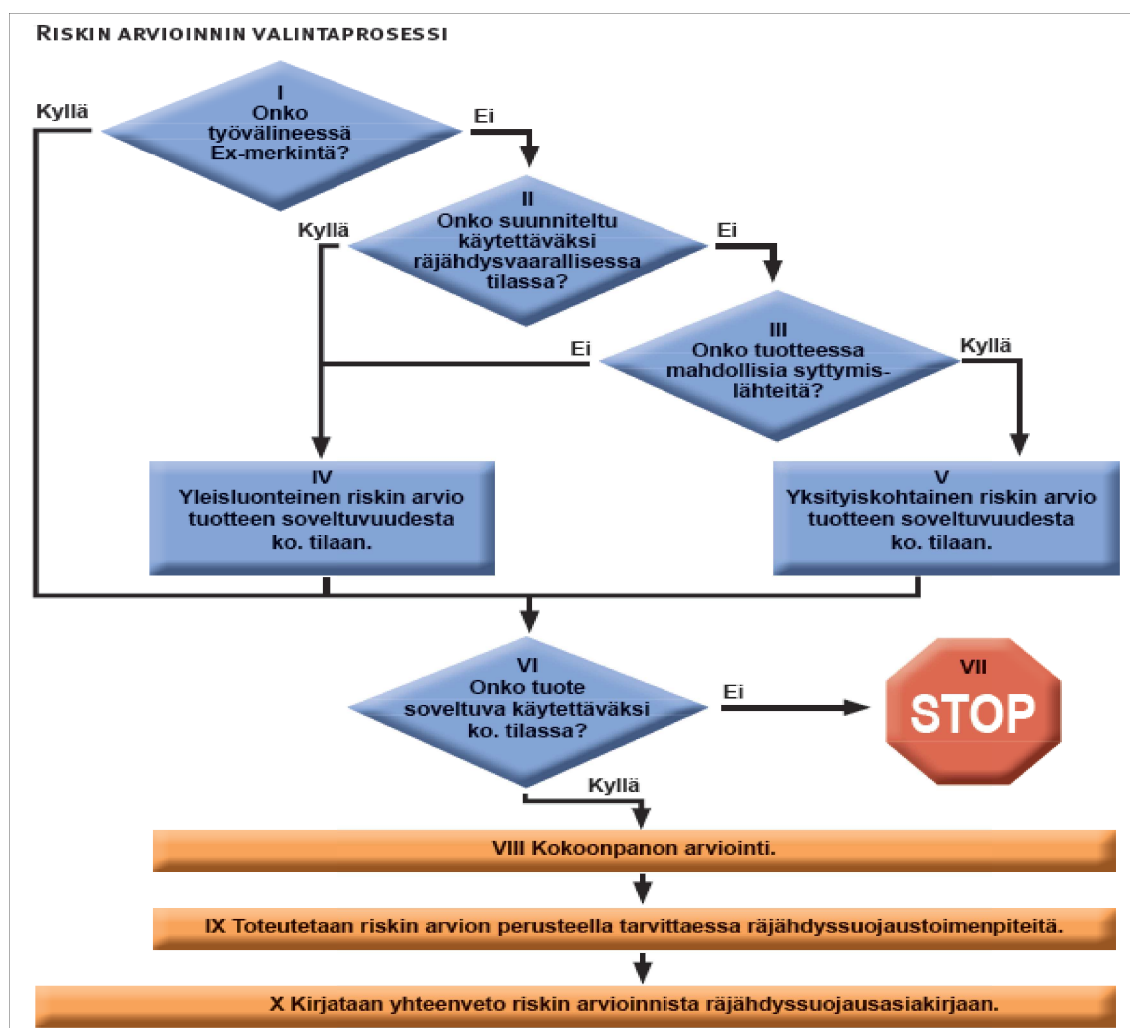 RISKIN ARVIOINNIN VALINTAPROSESSI
Kyllä
I
Onko
työvälineessä
Ex-merkintä?
Ei
Kyllä
II
Onko suunniteltu
käytettäväksi
räjähdysvaarallisessa
tilassa?
Ei
Ei
III
Onko tuotteessa
mahdollisia syttymis-
lähteitä?
Kyllä
IV
Yleisluonteinen riskin arvio
tuotteen soveltuvuudesta
ko. tilaan.
V
Yksityiskohtainen riskin arvio
tuotteen soveltuvuudesta
ko. tilaan.
VI
Onko tuote
soveltuva käytettäväksi
ko. tilassa?
Ei
VII
STOP
Kyllä
VIII Kokoonpanon arviointi.
IX Toteutetaan riskin arvion perusteella tarvittaessa räjähdyssuojaustoimenpiteitä.
X Kirjataan yhteenveto riskin arvioinnista räjähdyssuojausasiakirjaan.